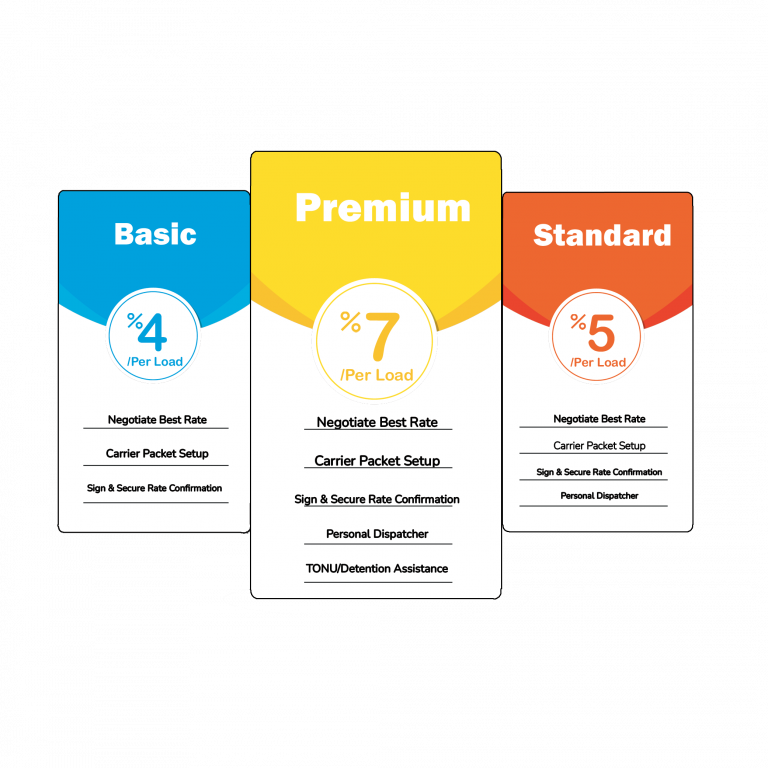 Basic
%4
/Per Load
Negotiate Best Rate
Carrier Packet Setup
Sign & Secure Rate Confirmation
Premium
%7
/Per Load
Negotiate Best Rate
Carrier Packet Setup
Sign & Secure Rate Confirmation
Personal Dispatcher
TONU/Detention Assistance
Standard
%5
/Per Load
Negotiate Best Rate
Carrier Packet Setup
Sign & Secure Rate Confirmation
Personal Dispatcher